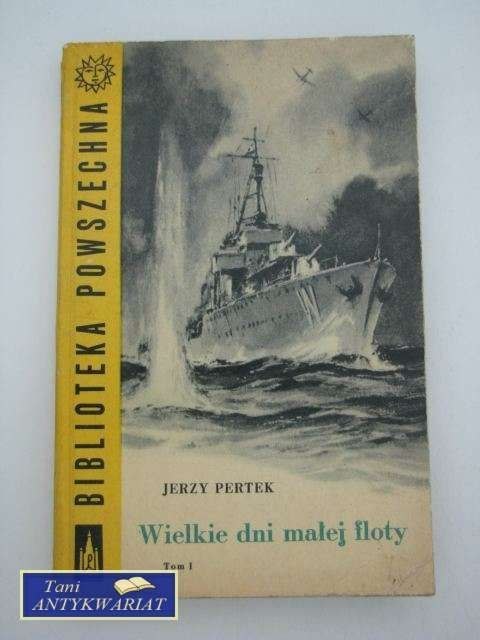 BIBLIOTEKA POWSZECHNA
JERZY PERTEK
Wielkie dni małej floty
Tom I
Tani
ANTYKWARIAT